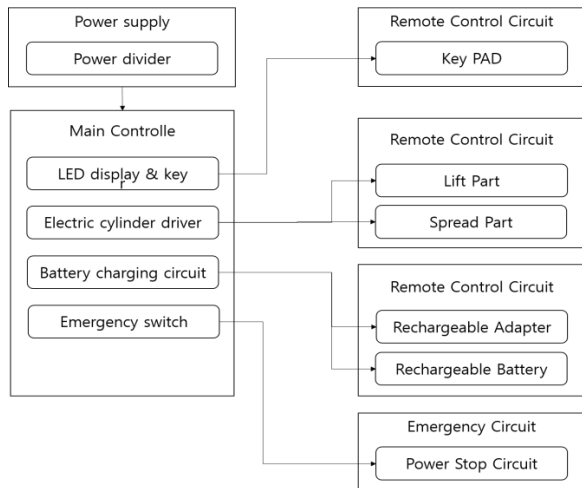 Power supply
Power divider
Main Controlle
r
LED display & key
Electric cylinder driver
Battery charging circuit
Emergency switch
Remote Control Circuit
Key PAD
Remote Control Circuit
Lift Part
Spread Part
Remote Control Circuit
Rechargeable Adapter
Rechargeable Battery
Emergency Circuit
Power Stop Circuit